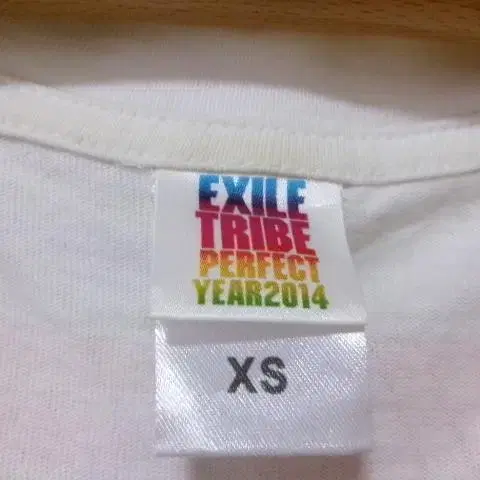 EXILE
TRIBE
PERFECT
YEAR2014
XS